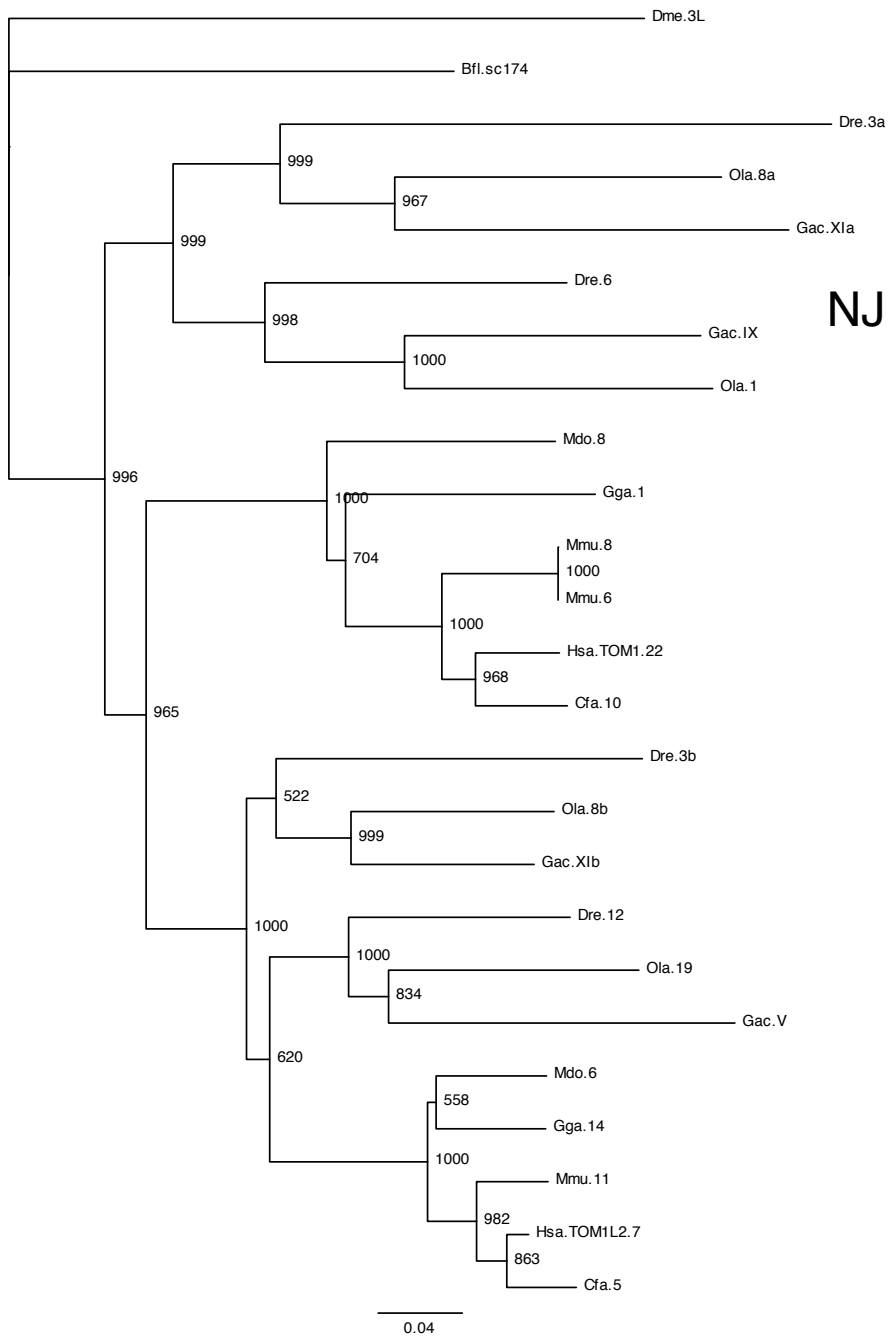 Dme.3L
Bfl.sc174
Dre.3a
999
Ola.8a
967
Gac.XIa
999
Dre.6
998
NJ
Gac.IX
1000
Ola.1
Mdo.8
996
1000
Gga.1
704
Mmu.8
1000
Mmu.6
1000
Hsa.TOM1.22
968
Cfa.10
965
Dre.3b
522
Ola.8b
999
Gac.XIb
1000
Dre.12
1000
Ola.19
834
Gac.V
620
Mdo.6
558
Gga.14
1000
Mmu.11
982
Hsa.TOM1L2.7
863
Cfa.5
0.04